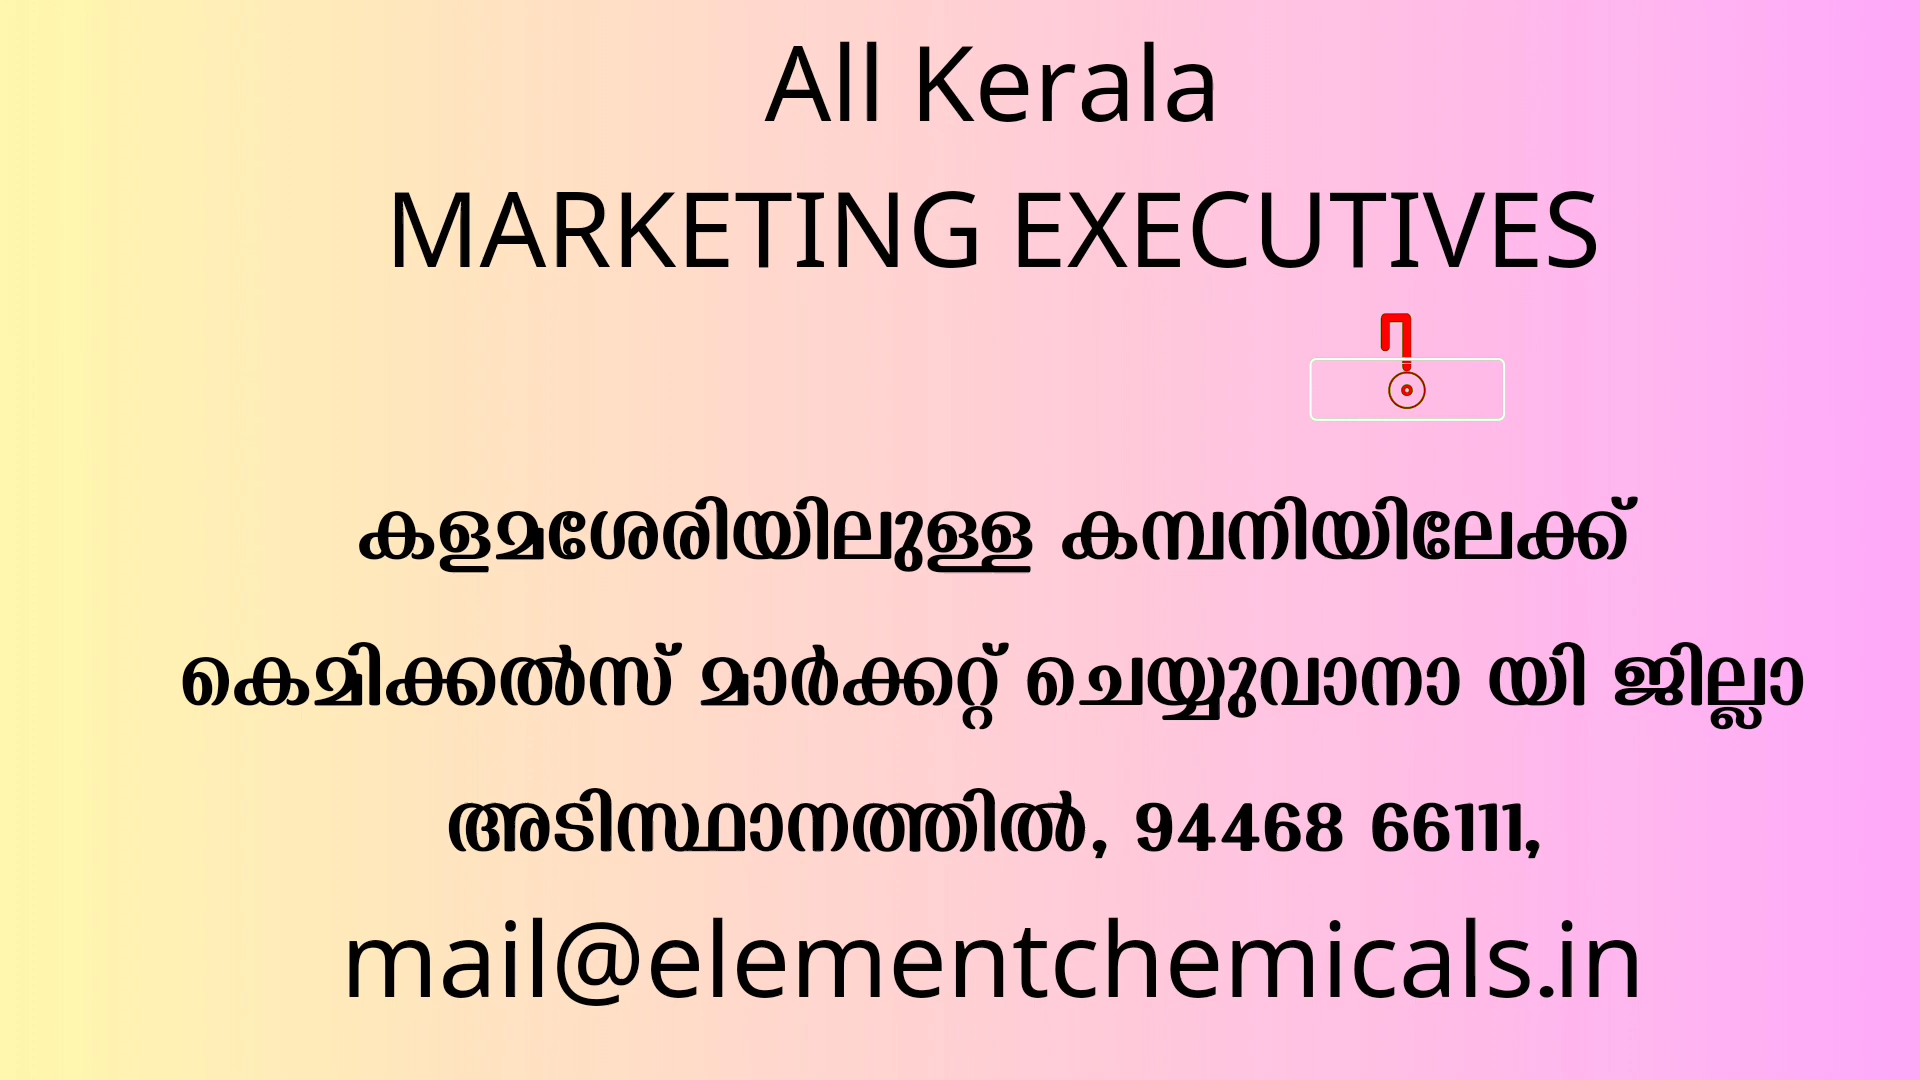 All Kerala
MARKETING EXECUTIVES
കളമശേരിയിലുള്ള കമ്പനിയിലേക്ക്
കെമിക്കൽസ് മാർക്കറ്റ് ചെയ്യുവാനാ യി ജില്ലാ
അടിസ്ഥാനത്തിൽ, 94468 66111,
mail@elementchemicals.in